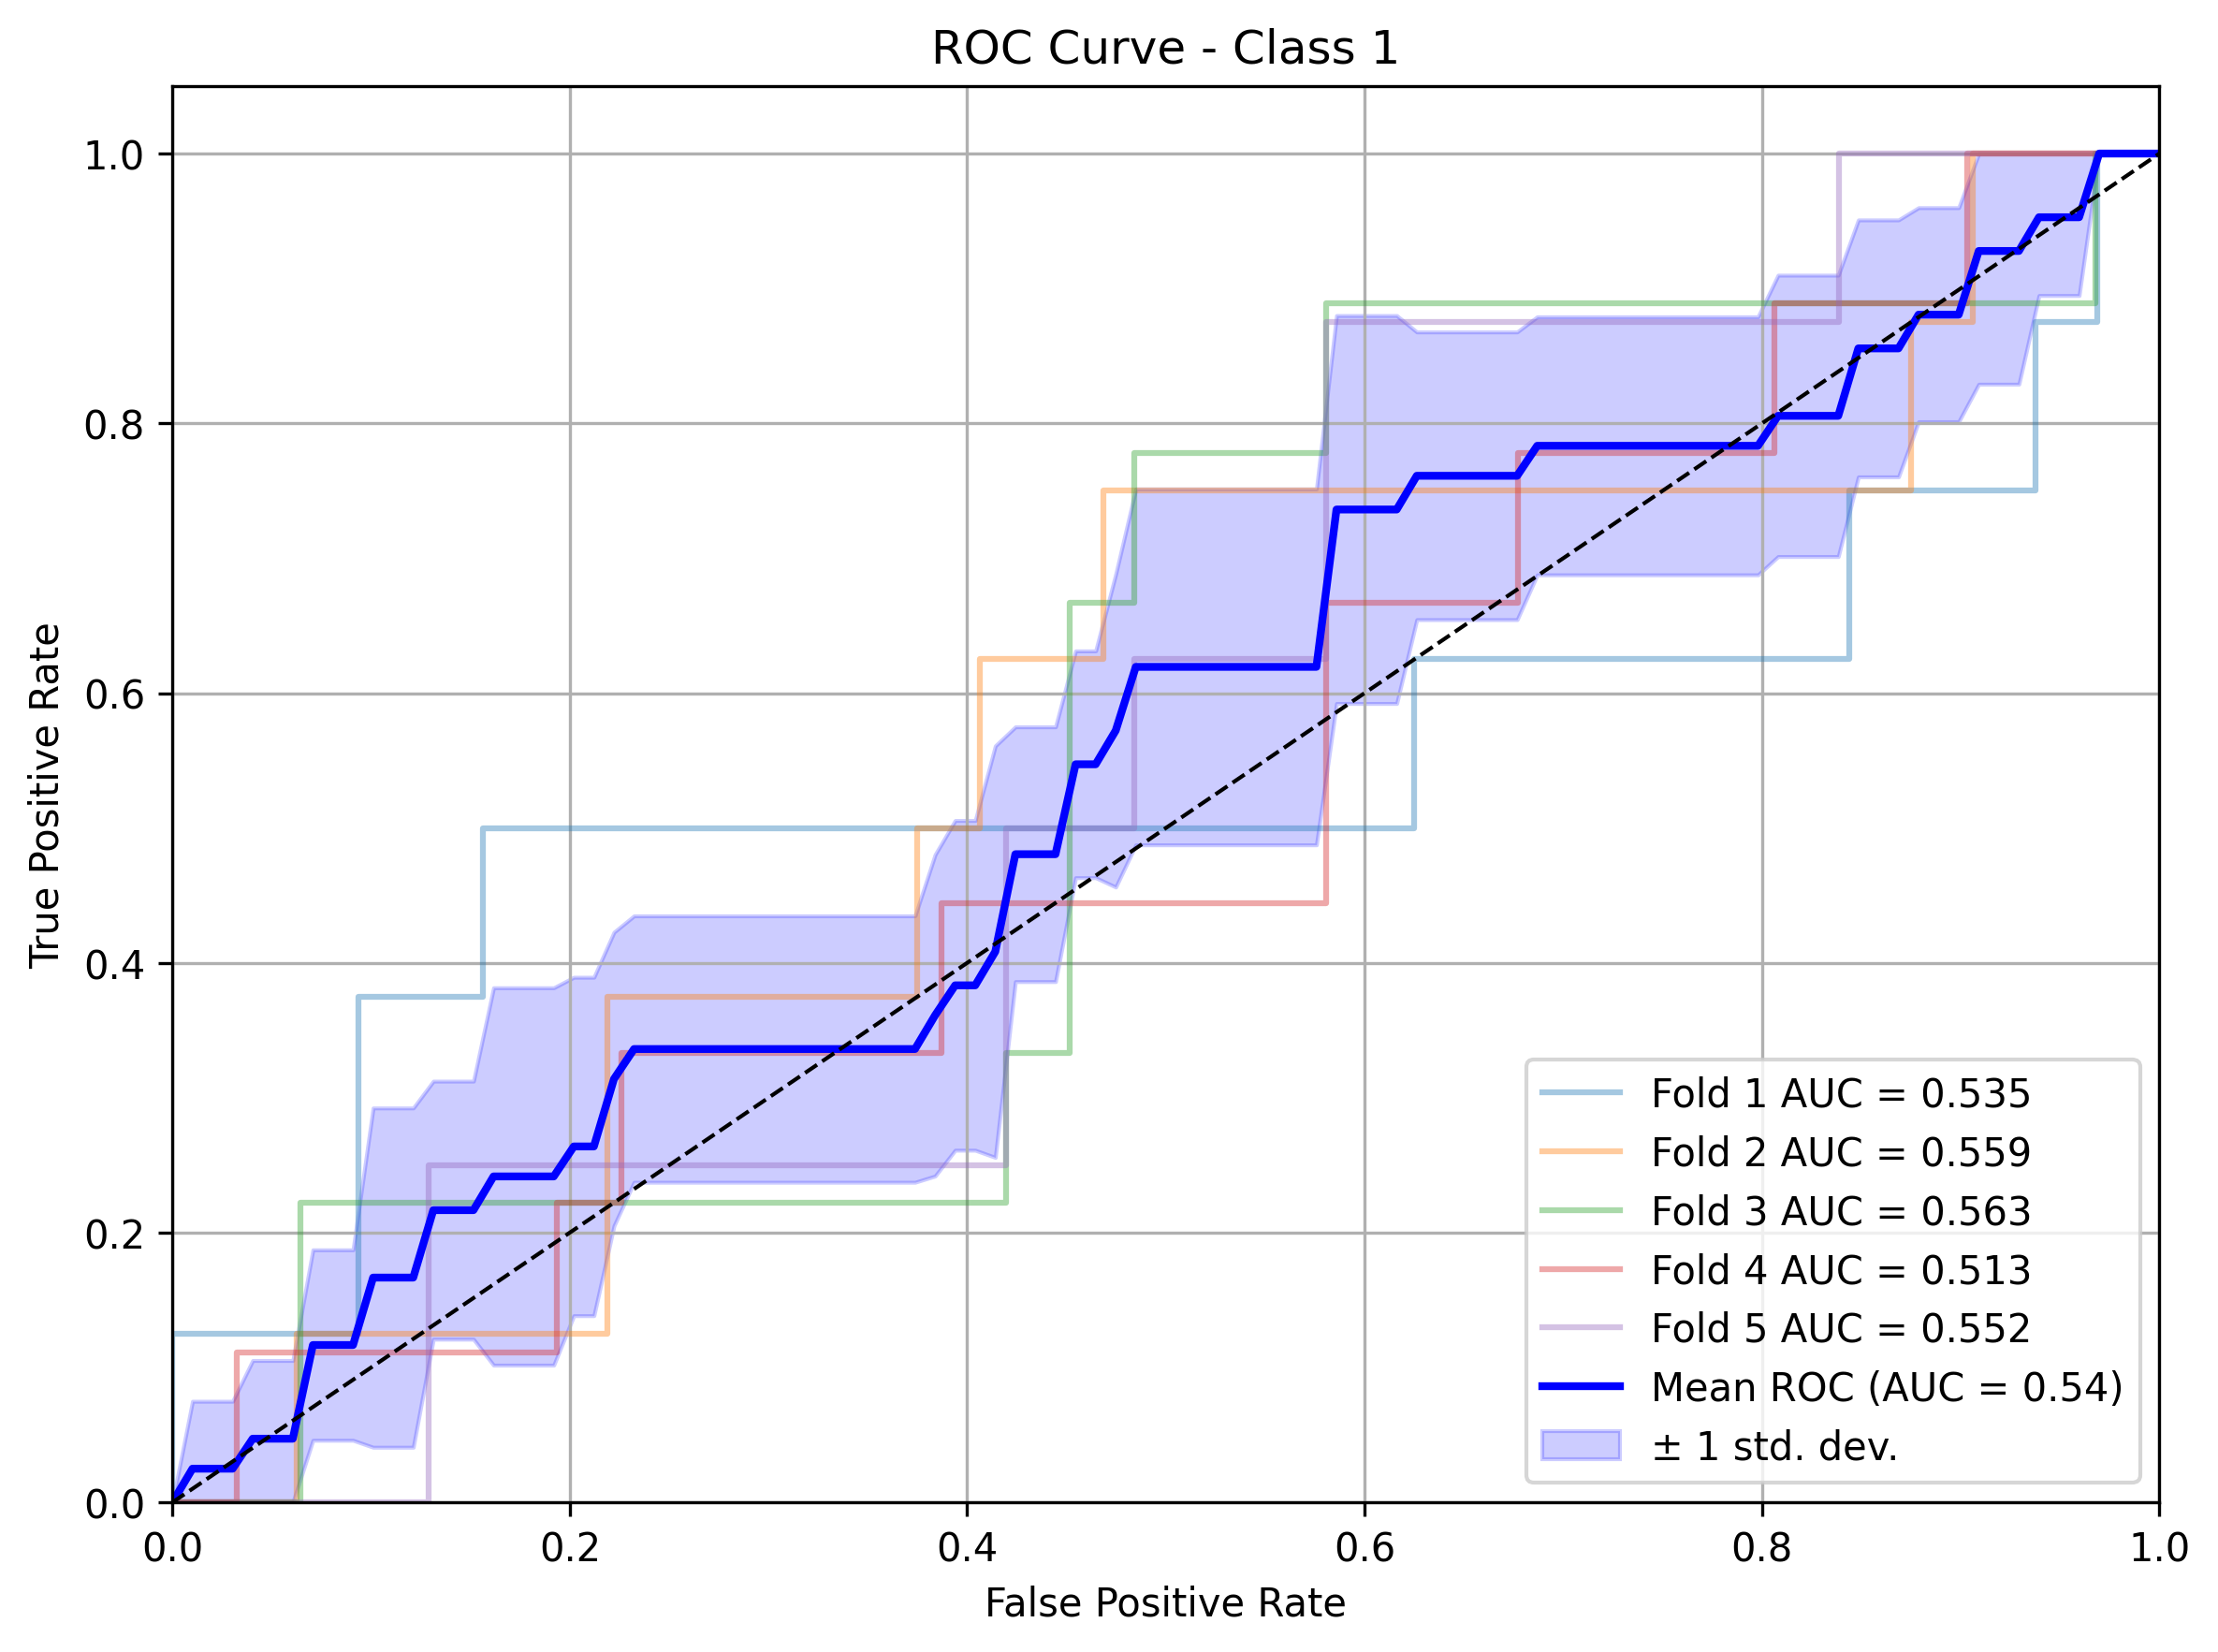 ROC Curve - Class 1
True Positive Rate
1.0
0.8
0.6
0.4
0.2
0.0
0.0 0.2 0.4 0.6 0.8 1.0
False Positive Rate
Fold 1 AUC = 0.535
Fold 2 AUC = 0.559
Fold 3 AUC = 0.563
Fold 4 AUC = 0.513
Fold 5 AUC = 0.552
Mean ROC (AUC = 0.54)
± 1 std. dev.